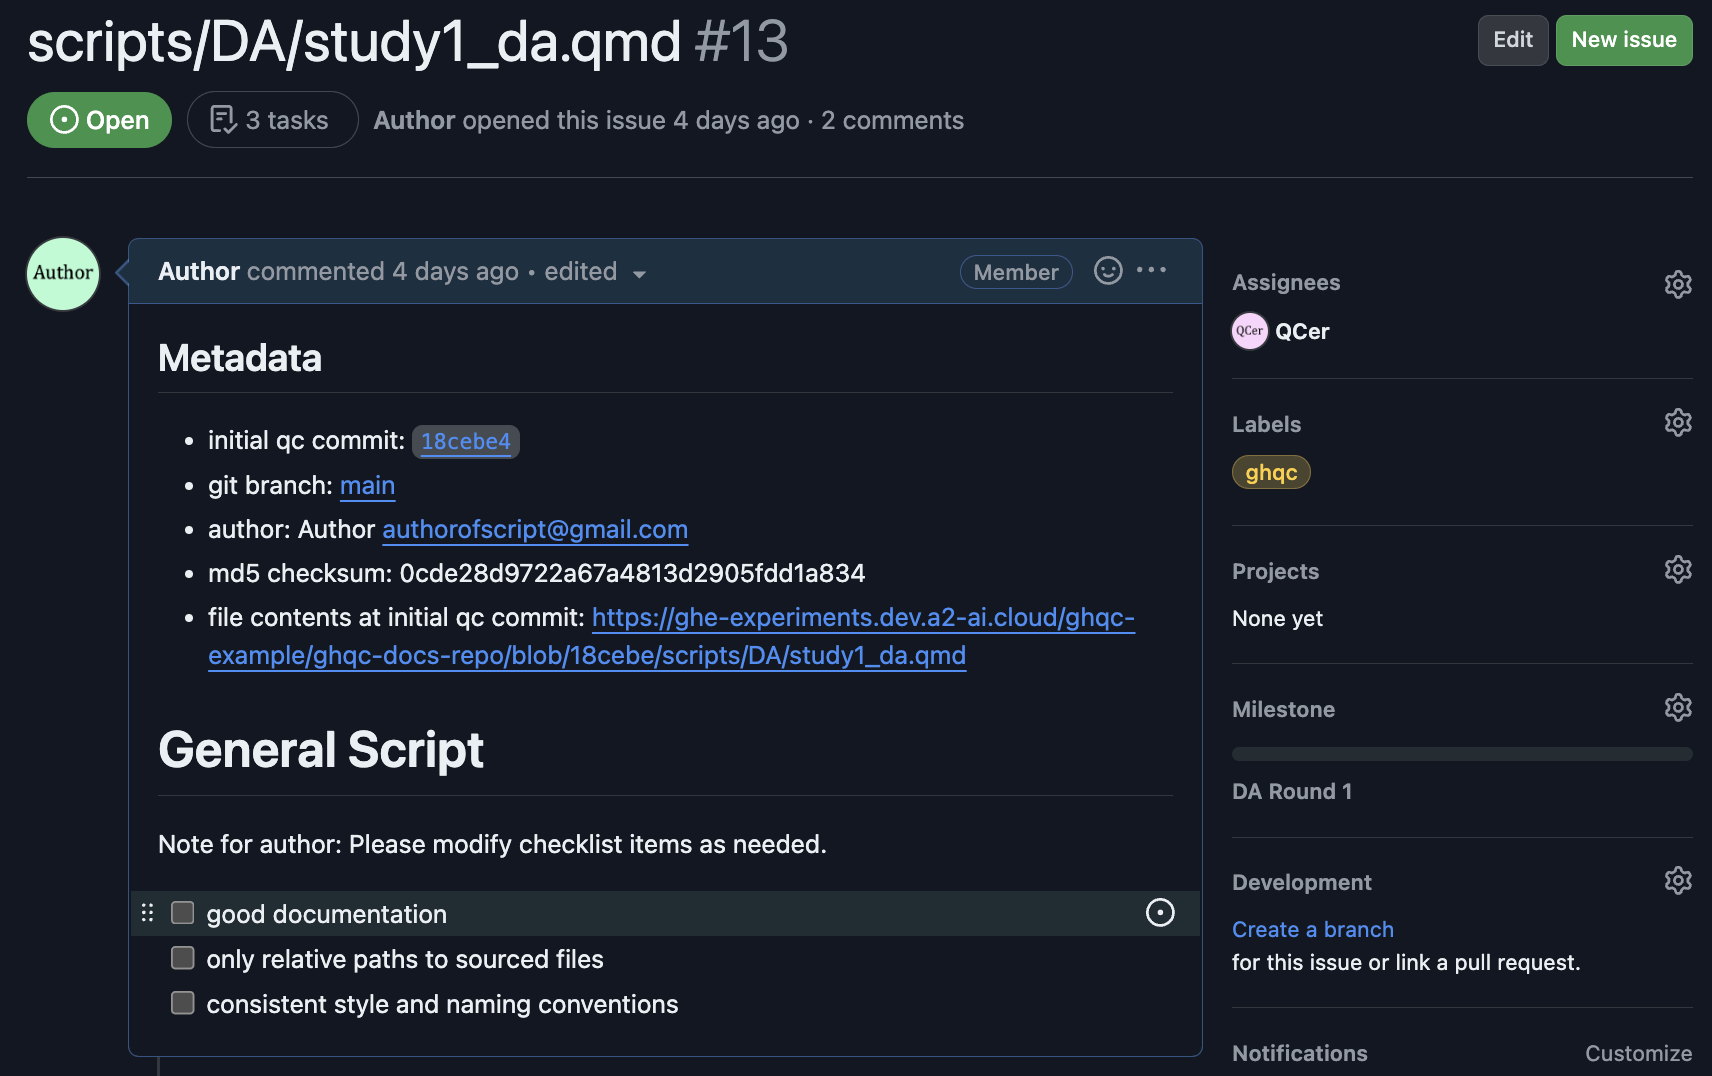 scripts/DA/study1_da.qmd #13
Edit
New issue
Open
3 tasks
Author opened this issue 4 days ago · 2 comments
Author
Author commented 4 days ago • edited
Member
Metadata
• initial qc commit: 18cebe4
• git branch: main
• author: Author authorofscript@gmail.com
• md5 checksum: 0cde28d9722a67a4813d2905fdd1a834
• file contents at initial qc commit: https://ghe-experiments.dev.a2-ai.cloud/ghqc-
example/ghqc-docs-repo/blob/18cebe/scripts/DA/study1_da.qmd
General Script
Note for author: Please modify checklist items as needed.
good documentation
only relative paths to sourced files
consistent style and naming conventions
Assignees
QCer QCer
Labels
ghqc
Projects
None yet
Milestone
DA Round 1
Development
Create a branch
for this issue or link a pull request.
Notifications
Customize